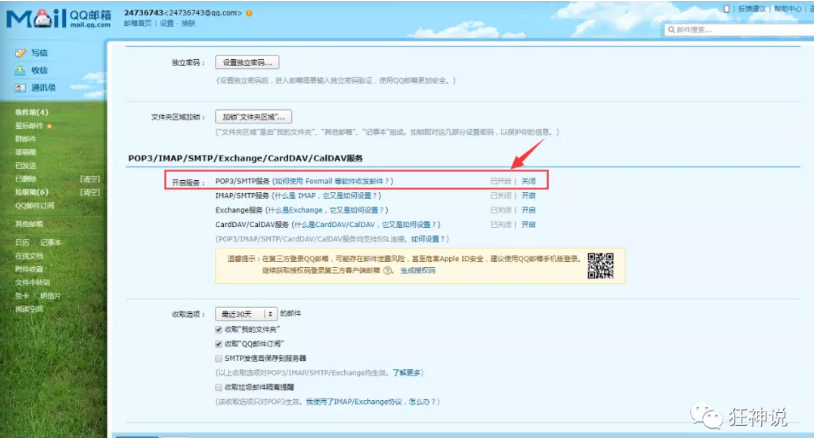 Mail QQ邮箱
mail.qq.com
24736743<24736743@qq.com>
邮箱首页 | 设置 - 换肤
反馈建议 | 帮助中心 |
邮件搜索...
写信
收信
通讯录
收件箱(4)
星标邮件
群邮件
草稿箱
已发送
已删除 [清空]
垃圾箱(6) [清空]
QQ邮件订阅
其他邮箱
日历 | 记事本
在线文档
附件收藏
文件中转站
贺卡 | 明信片
阅读空间
独立密码： 设置独立密码...
(设置独立密码后，进入邮箱需要输入独立密码验证，使用QQ邮箱更加安全。)
文件夹区域加锁： 加锁"文件夹区域"...
("文件夹区域"是由"我的文件夹"、"其他邮箱"、"记事本"组成。加锁即对这几部分设置密码，以保护你的信息。)
POP3/IMAP/SMTP/Exchange/CardDAV/CalDAV服务
开启服务： POP3/SMTP服务 (如何使用 Foxmail 等软件收发邮件？) 已开启 | 关闭
IMAP/SMTP服务 (什么是 IMAP，它又是如何设置？) 已关闭 | 开启
Exchange服务 (什么是Exchange，它又是如何设置？) 已关闭 | 开启
CardDAV/CalDAV服务 (什么是CardDAV/CalDAV，它又是如何设置？) 已关闭 | 开启
(POP3/IMAP/SMTP/CardDAV/CalDAV服务均支持SSL连接。如何设置？)
温馨提示：在第三方登录QQ邮箱，可能存在邮件泄露风险，甚至危害Apple ID安全，建议使用QQ邮箱手机版登录。
继续获取授权码登录第三方客户端邮箱 ? 。 生成授权码
收取选项： 最近30天 的邮件
收取"我的文件夹"
收取"QQ邮件订阅"
SMTP发信后保存到服务器
(以上收取选项对POP3/IMAP/SMTP/Exchange均生效。了解更多)
收取垃圾邮件隔离提醒
(该收取选项只对POP3生效。我使用了IMAP/Exchange协议，怎么办？)
狂神说